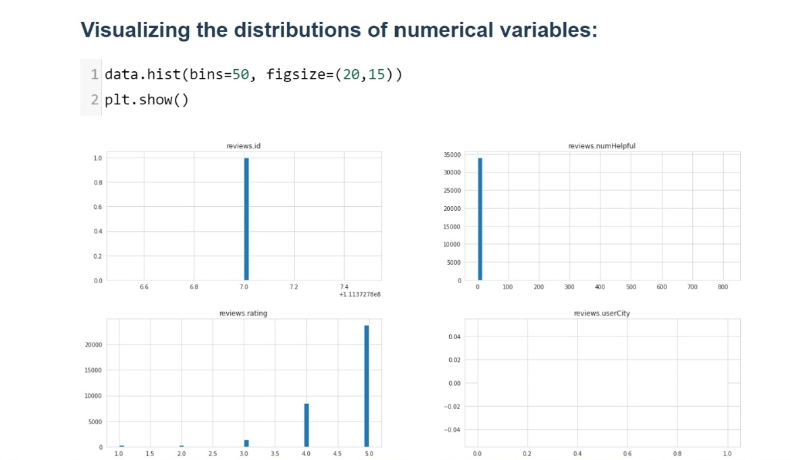 Visualizing the distributions of numerical variables:
1 data.hist(bins=50, figsize=(20,15))
2 plt.show()
reviews.id
1.0
0.8
0.6
0.4
0.2
0.0
6.6 6.8 7.0 7.2 7.4
+1.1137278e8
reviews.numHelpful
35000
30000
25000
20000
15000
10000
5000
0
0 100 200 300 400 500 600 700 800
reviews.rating
20000
15000
10000
5000
0
1.0 1.5 2.0 2.5 3.0 3.5 4.0 4.5 5.0
reviews.userCity
0.04
0.02
0.00
−0.02
−0.04
0.0 0.2 0.4 0.6 0.8 1.0